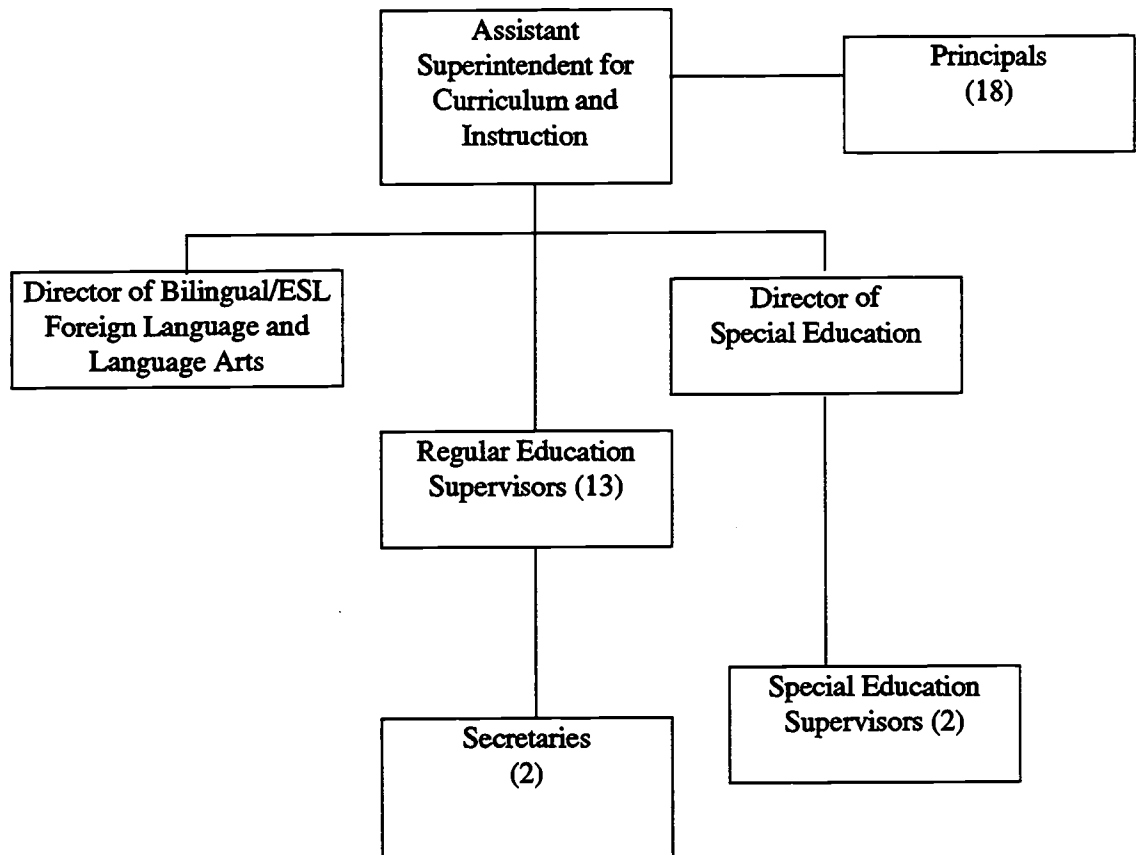 Assistant
Superintendent for
Curriculum and
Instruction
Principals
(18)
Director of Bilingual/ESL
Foreign Language and
Language Arts
Director of
Special Education
Regular Education
Supervisors (13)
Special Education
Supervisors (2)
Secretaries
(2)